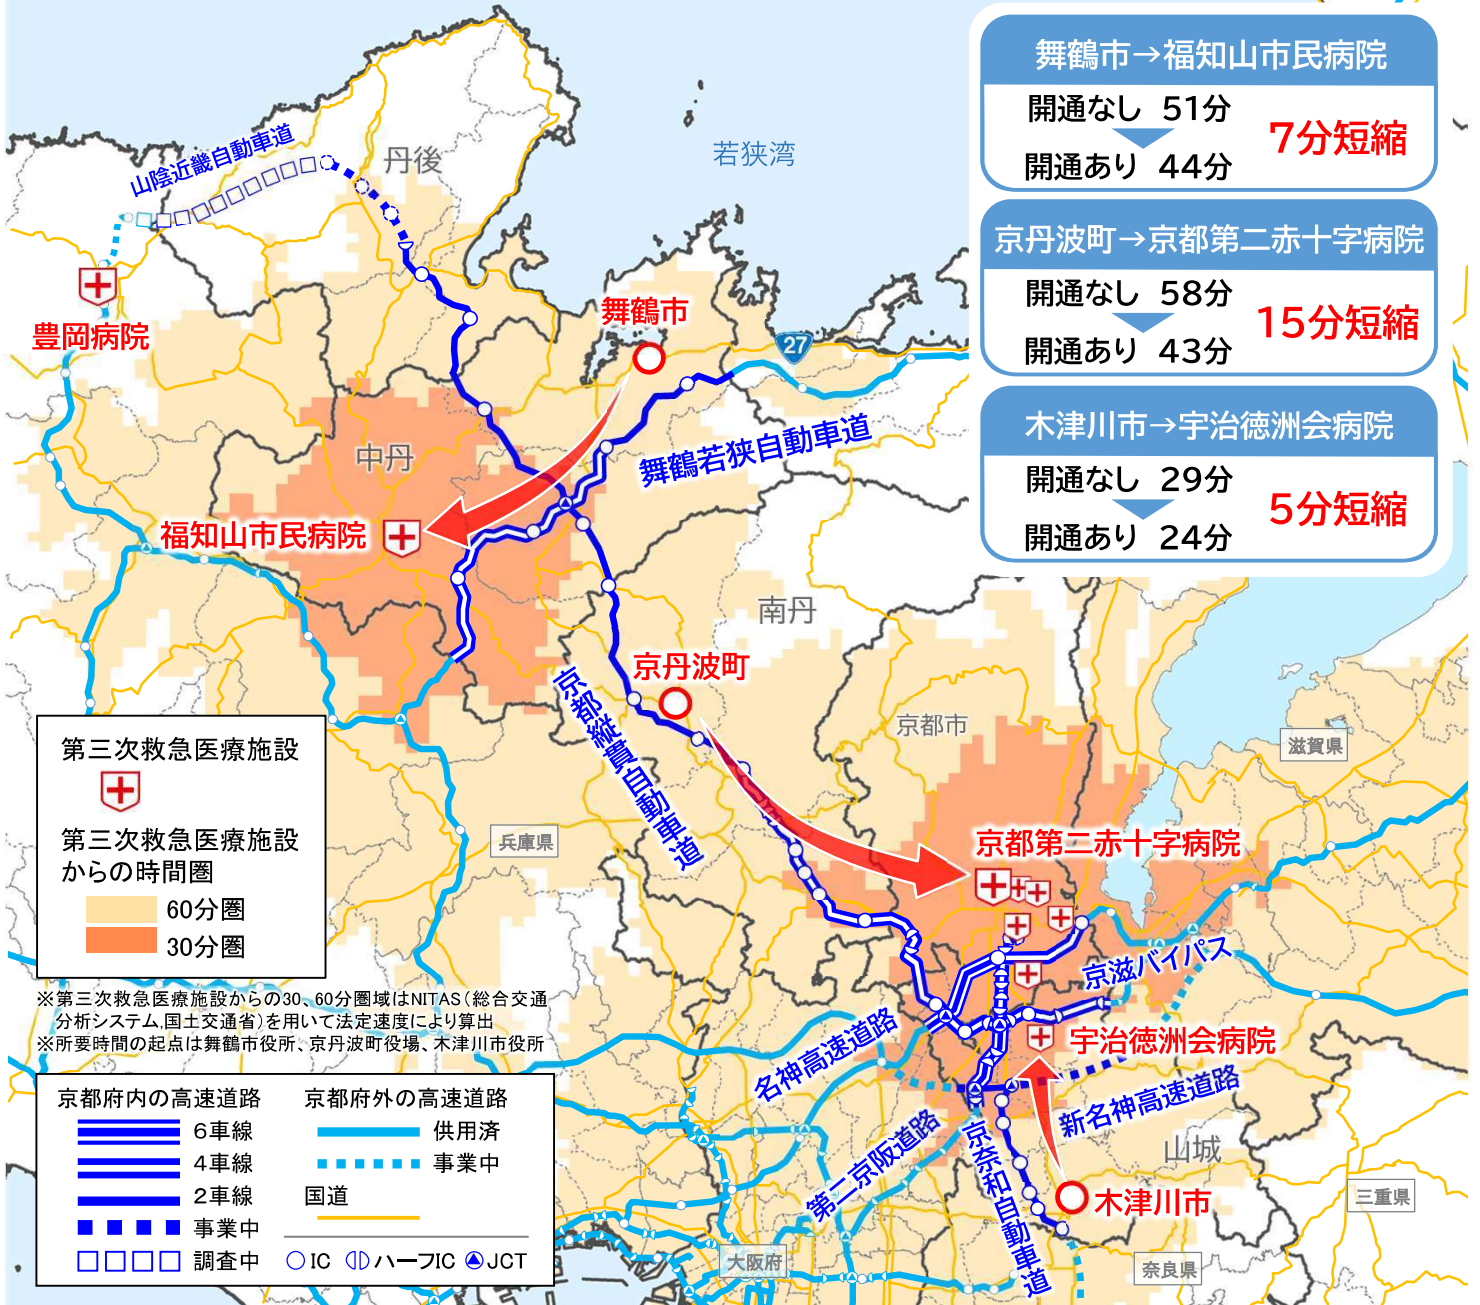 舞鶴市→福知山市民病院
開通なし 51分
開通あり 44分
7分短縮
京丹波町→京都第二赤十字病院
開通なし 58分
開通あり 43分
15分短縮
木津川市→宇治徳洲会病院
開通なし 29分
開通あり 24分
5分短縮
山陰近畿自動車道
丹後
若狭湾
豊岡病院
舞鶴市
27
舞鶴若狭自動車道
中丹
福知山市民病院
南丹
京丹波町
京都縦貫自動車道
京都市
滋賀県
兵庫県
京都第二赤十字病院
京滋バイパス
名神高速道路
宇治徳洲会病院
新名神高速道路
第二京阪道路
京奈和自動車道
山城
木津川市
三重県
奈良県
大阪府
第三次救急医療施設
第三次救急医療施設
からの時間圏
60分圏
30分圏
※第三次救急医療施設からの30、60分圏域はNITAS(総合交通
分析システム,国土交通省)を用いて法定速度により算出
※所要時間の起点は舞鶴市役所、京丹波町役場、木津川市役所
京都府内の高速道路
6車線
4車線
2車線
事業中
調査中
京都府外の高速道路
供用済
事業中
国道
IC ハーフIC JCT